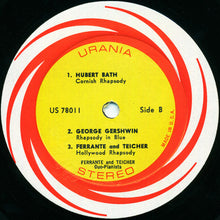 URANIA
1. HUBERT BATH
Cornish Rhapsody
US 78011 Side B
2. GEORGE GERSHWIN
Rhapsody in Blue
3. FERRANTE and TEICHER
Hollywood Rhapsody
FERRANTE and TEICHER
Duo-Pianists
STEREO
MADE IN U.S.A.